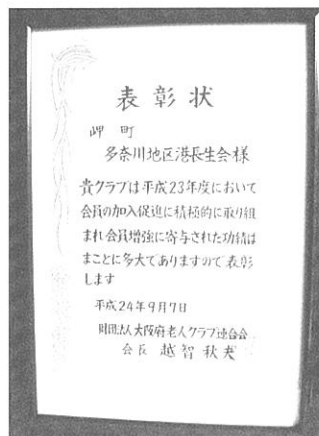 表彰状
岬町
多奈川地区港長生会様
貴クラブは平成23年度において
会員の加入促進に積極的に取り組
まれ会員増強に寄与された功績は
まことに多大でありますので表彰
します
平成24年9月7日
財団法人大阪府老人クラブ連合会
会長 越智秋夫